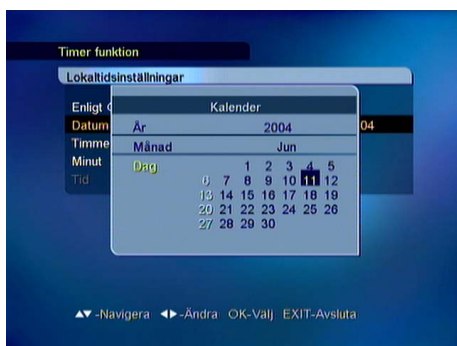 Timer funktion
Lokaltidsinställningar
Enligt
Kalender
Datum
År 2004
04
Timme
Månad Jun
Minut
Dag 1 2 3 4 5
Tid
6 7 8 9 10 11 12
13 14 15 16 17 18 19
20 21 22 23 24 25 26
27 28 29 30
▲▼ -Navigera ◀▶-Ändra OK-Välj EXIT-Avsluta